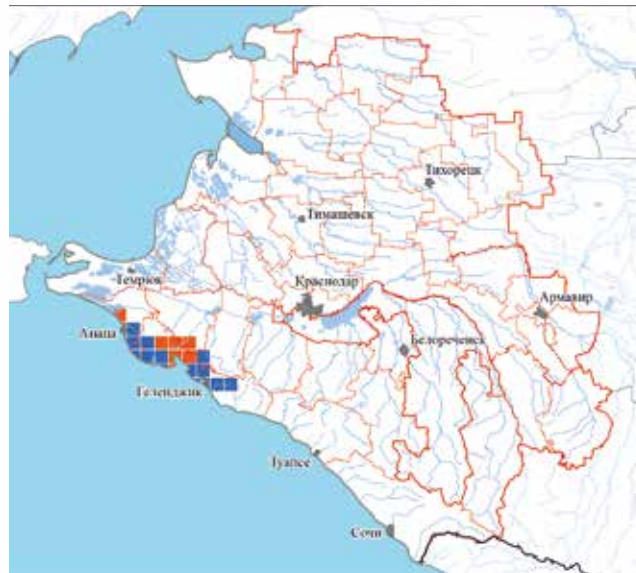 Тихорецк
Тимашевск
Темрюк
Краснодар
Армавир
Анапа
Белореченск
Геленджик
Туапсе
Сочи